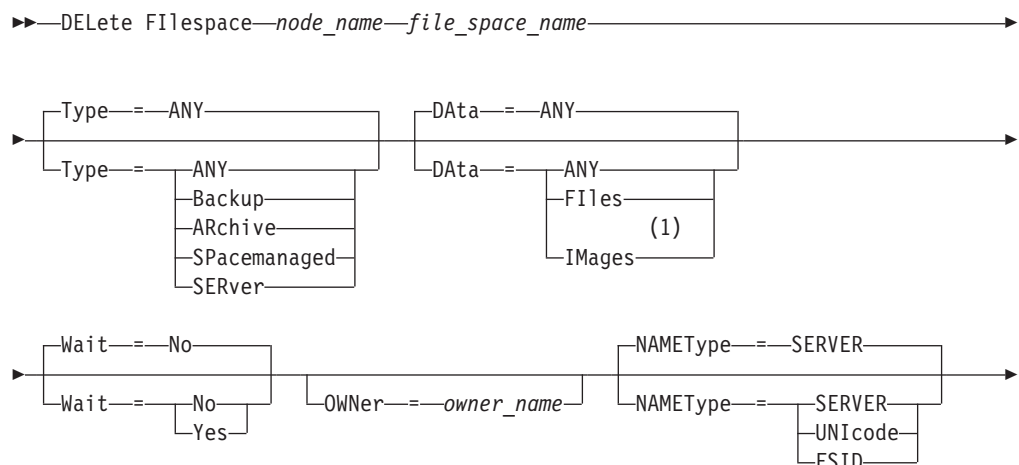 DELete FIlespace node_name file_space_name
Type = ANY DAta = ANY
Type = ANY DAta = ANY
Backup FIles
ARchive (1)
SPacemanaged IMages
SERver
Wait = No NAMEType = SERVER
Wait = No OWNer = owner_name NAMEType = SERVER
Yes UNIcode
FSID